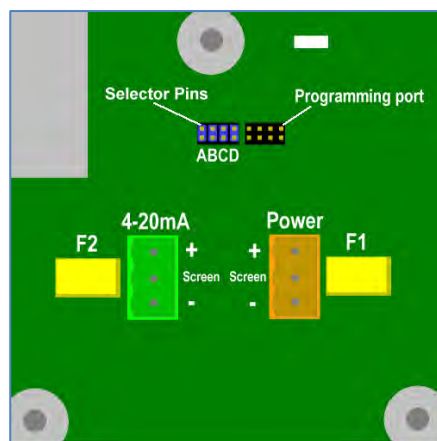 Selector Pins
Programming port
ABCD
4-20mA
Power
F2
F1
+
+
Screen
Screen
-
-